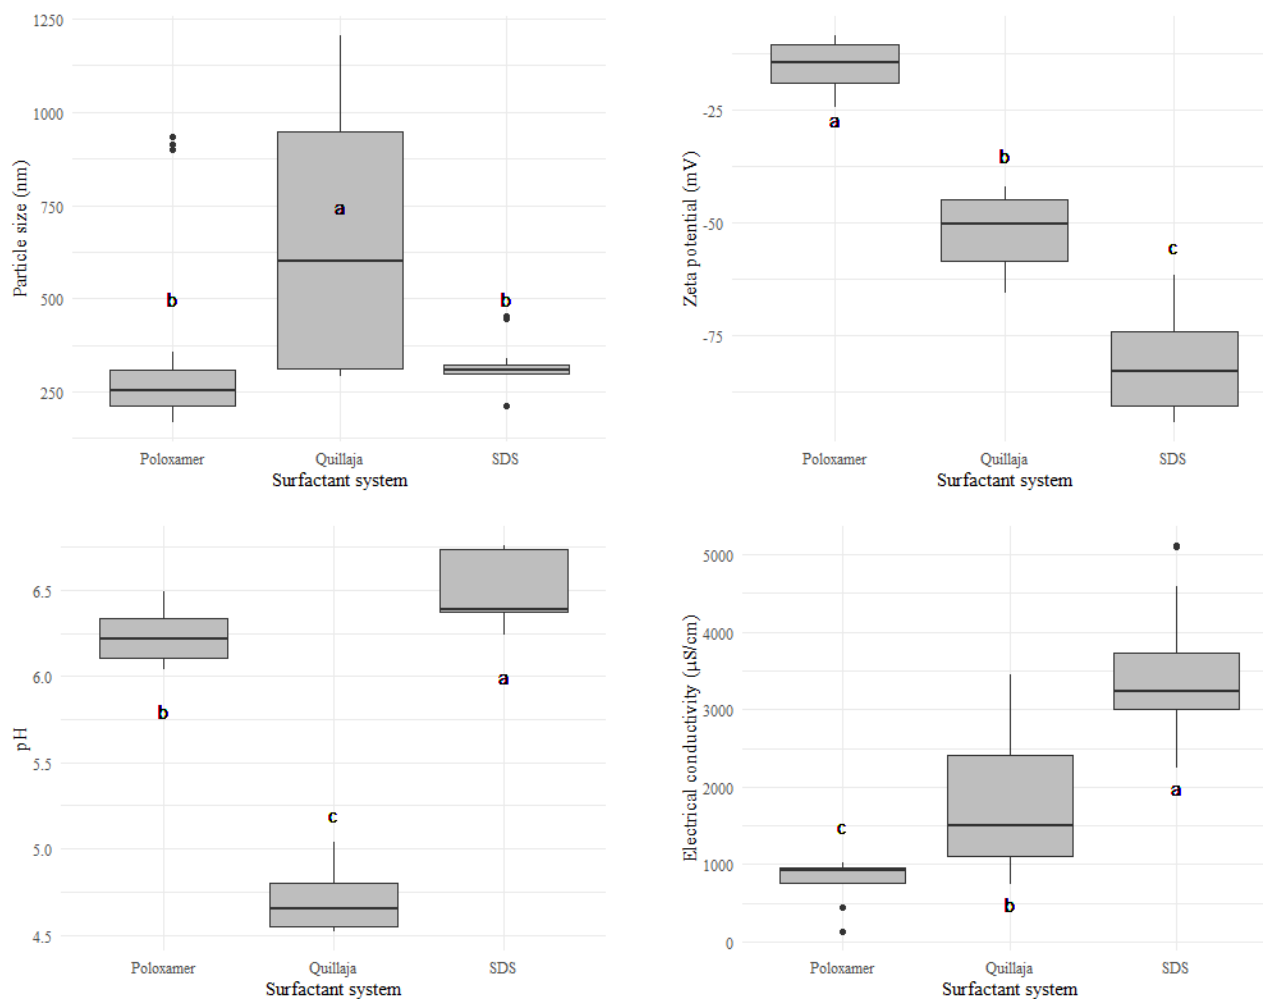 Particle size (nm)
1250
1000
750
500
250
b
a
b
Poloxamer Quillaja SDS
Surfactant system
Zeta potential (mV)
-25
-50
-75
a
b
c
Poloxamer Quillaja SDS
Surfactant system
pH
6.5
6.0
5.5
5.0
4.5
b
c
a
Poloxamer Quillaja SDS
Surfactant system
Electrical conductivity (µS/cm)
5000
4000
3000
2000
1000
0
c
b
a
Poloxamer Quillaja SDS
Surfactant system